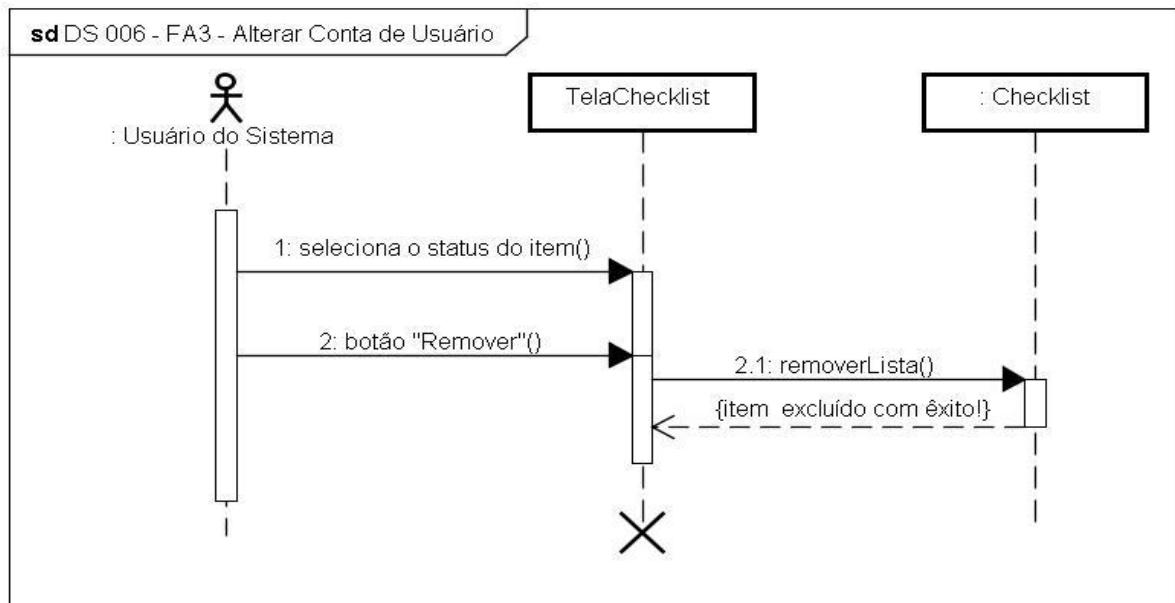 sd DS 006 - FA3 - Alterar Conta de Usuário
: Usuário do Sistema
TelaChecklist
: Checklist
1: seleciona o status do item()
2: botão "Remover"()
2.1: removerLista()
{item excluído com êxito!}